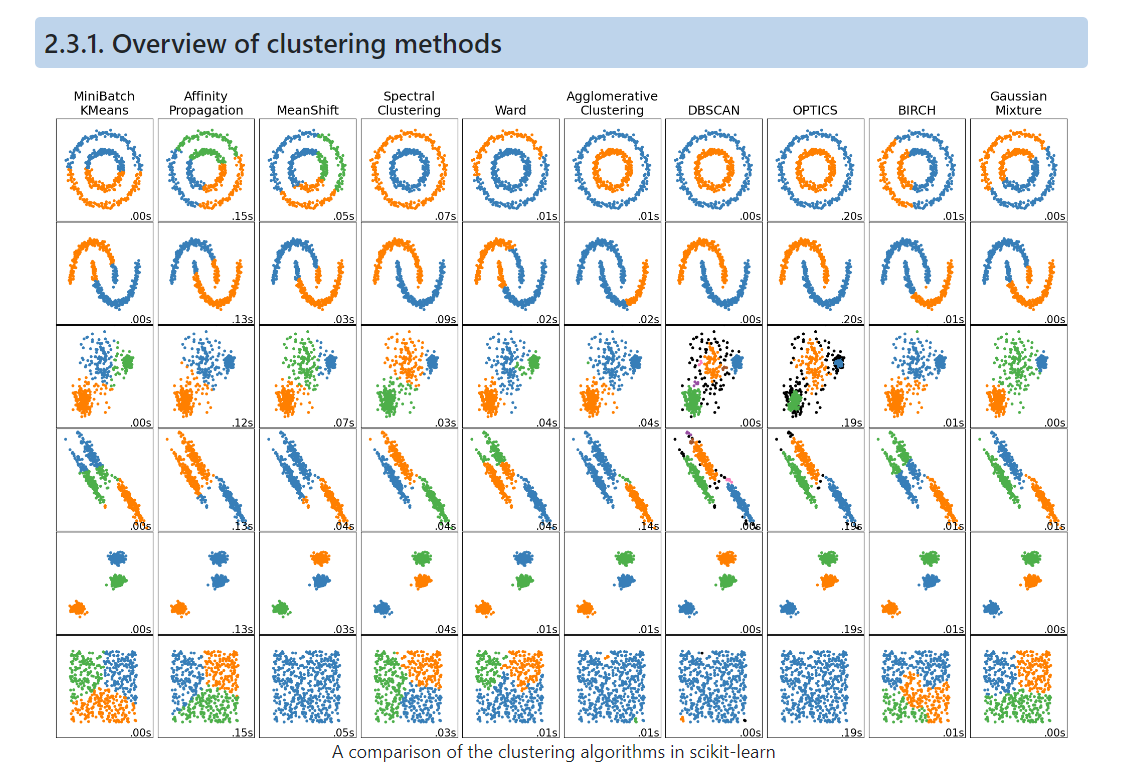 2.3.1. Overview of clustering methods
MiniBatch
KMeans
Affinity
Propagation
MeanShift
Spectral
Clustering
Ward
Agglomerative
Clustering
DBSCAN
OPTICS
BIRCH
Gaussian
Mixture
.00s .15s .05s .07s .01s .01s .00s .20s .01s .00s
.00s .13s .03s .09s .02s .02s .00s .20s .01s .00s
.00s .12s .07s .03s .04s .04s .00s .19s .01s .00s
.00s .13s .04s .04s .04s .14s .00s .19s .01s .01s
.00s .13s .03s .04s .01s .01s .00s .19s .01s .00s
.00s .15s .05s .03s .01s .01s .00s .19s .01s .00s
A comparison of the clustering algorithms in scikit-learn